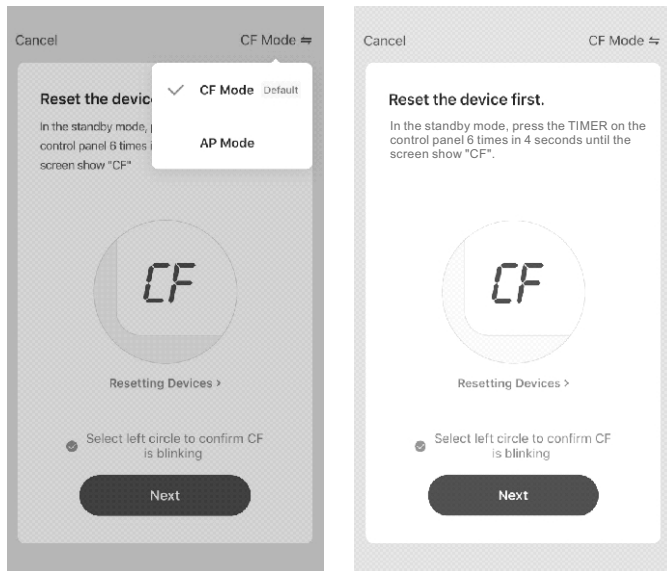 Cancel
CF Mode ⇋
CF Mode Default
AP Mode
Reset the devic
In the standby mode,
control panel 6 times
screen show "CF"
CF
Resetting Devices >
Select left circle to confirm CF
is blinking
Next
Cancel
CF Mode ⇋
Reset the device first.
In the standby mode, press the TIMER on the
control panel 6 times in 4 seconds until the
screen show "CF".
CF
Resetting Devices >
Select left circle to confirm CF
is blinking
Next